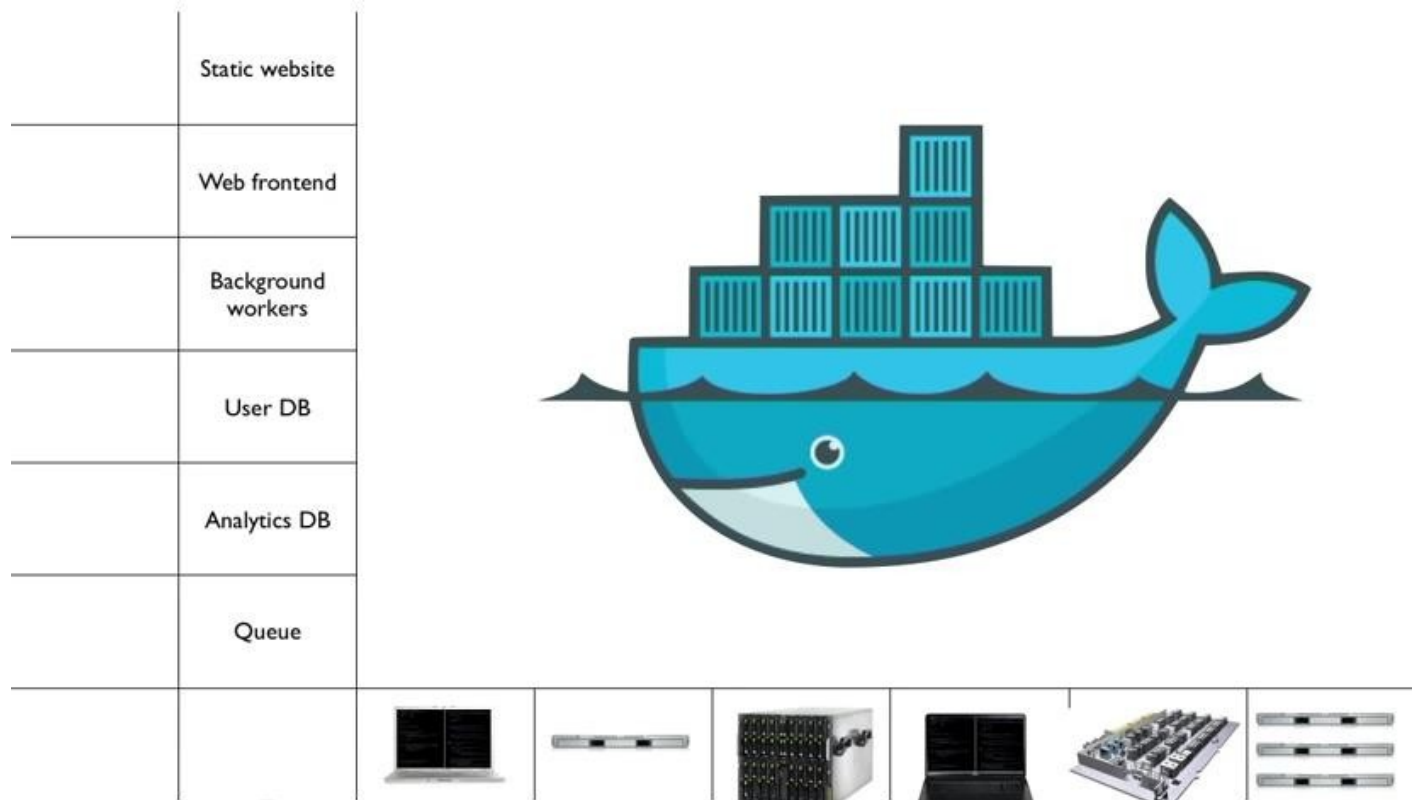 Static website
Web frontend
Background
workers
User DB
Analytics DB
Queue